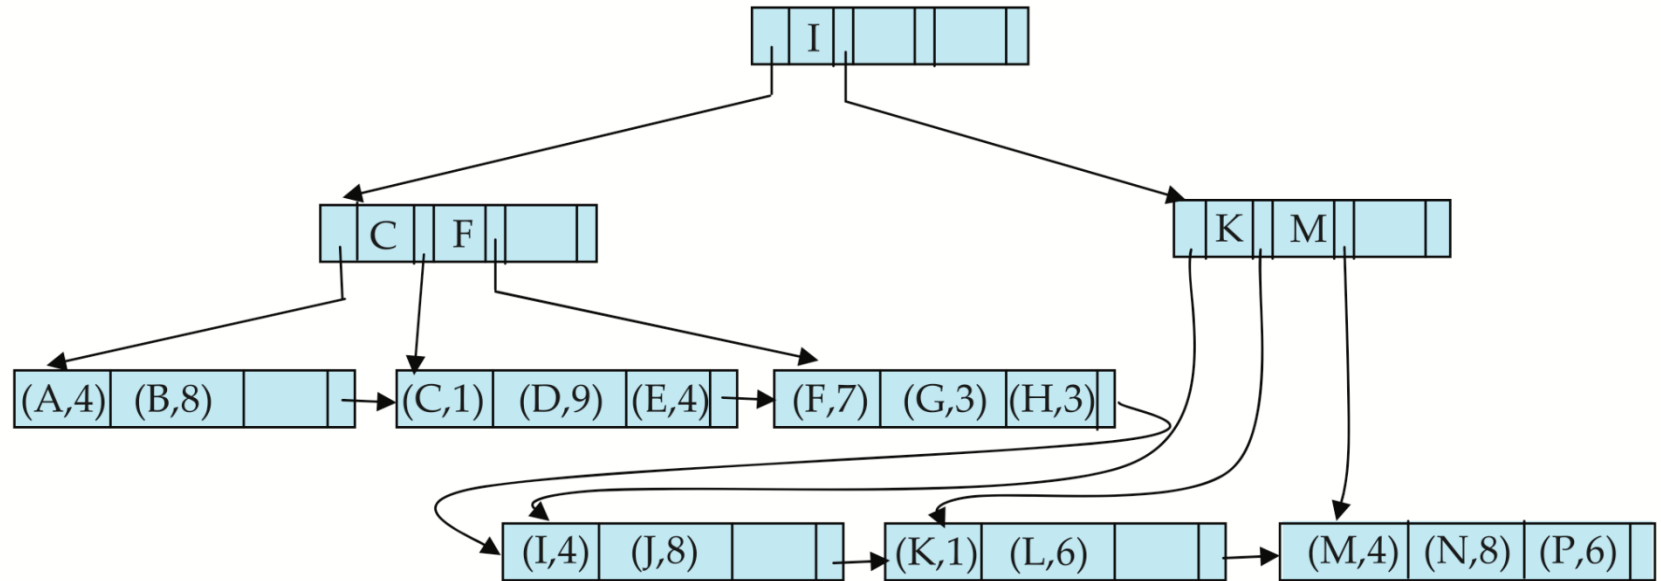 I
C F
K M
(A,4) (B,8) (C,1) (D,9) (E,4) (F,7) (G,3) (H,3)
(I,4) (J,8) (K,1) (L,6) (M,4) (N,8) (P,6)